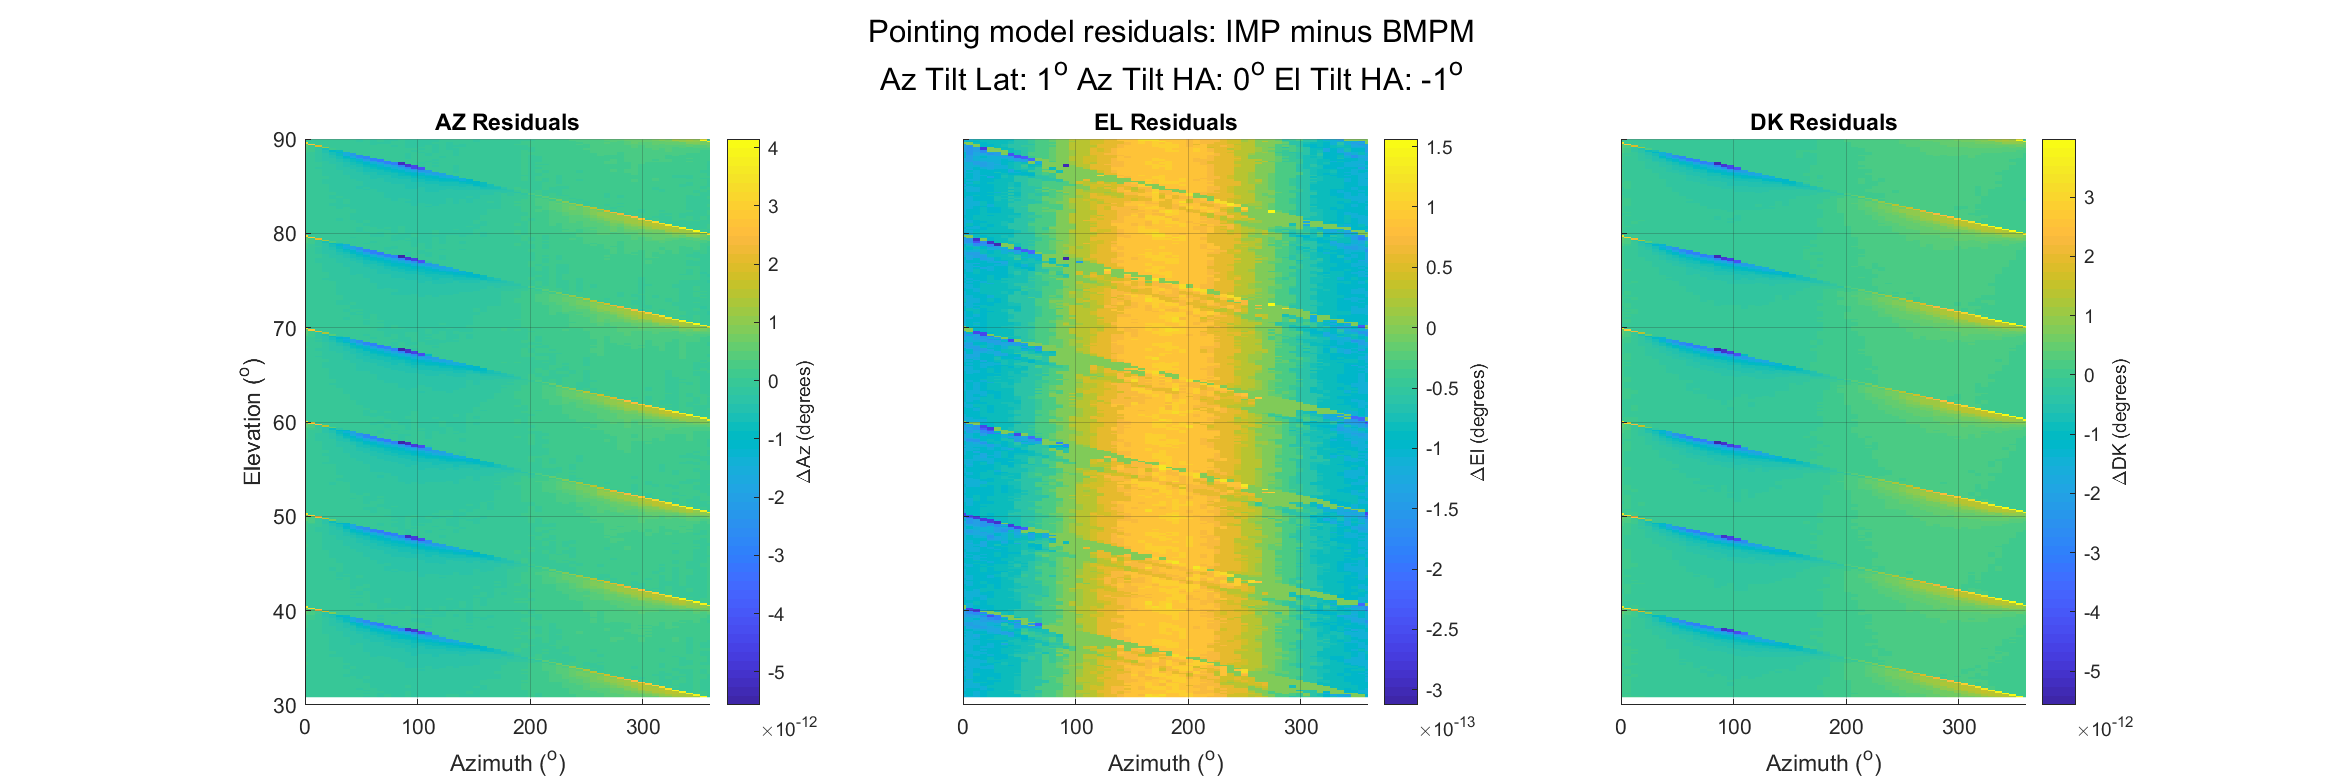 Pointing model residuals: IMP minus BMPM
Az Tilt Lat: 1° Az Tilt HA: 0° El Tilt HA: -1°
AZ Residuals
90
80
70
60
50
40
30
Elevation (°)
0 100 200 300
Azimuth (°)
4
3
2
1
0
-1
-2
-3
-4
-5
×10⁻¹²
ΔAz (degrees)
EL Residuals
0 100 200 300
Azimuth (°)
1.5
1
0.5
0
-0.5
-1
-1.5
-2
-2.5
-3
×10⁻¹³
ΔEl (degrees)
DK Residuals
0 100 200 300
Azimuth (°)
3
2
1
0
-1
-2
-3
-4
-5
×10⁻¹²
ΔDK (degrees)